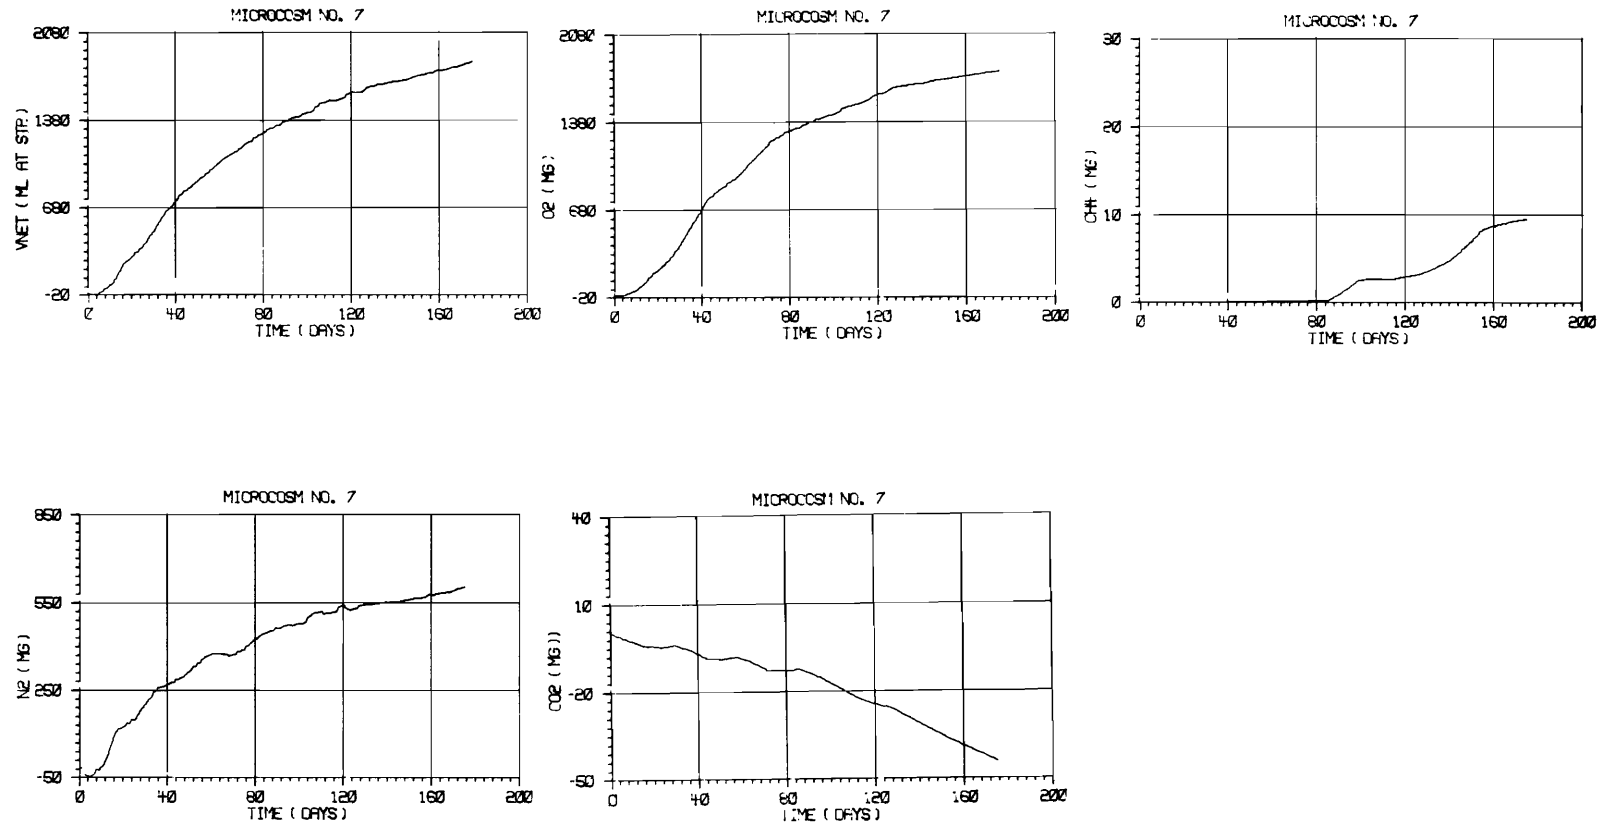 MICROCOSM NO. 7
2080
1380
680
-20
VNET ( ML AT STP.)
0 40 80 120 160 200
TIME ( DAYS )
MICROCOSM NO. 7
2080
1380
680
-20
O2 ( MG)
0 40 80 120 160 200
TIME ( DAYS )
MICROCOSM NO. 7
30
20
10
0
CH4 ( MG)
0 40 80 120 160 200
TIME ( DAYS )
MICROCOSM NO. 7
850
550
250
-50
N2 ( MG)
0 40 80 120 160 200
TIME ( DAYS )
MICROCOSM NO. 7
40
10
-20
-50
CO2 ( MG))
0 40 80 120 160 200
TIME ( DAYS )